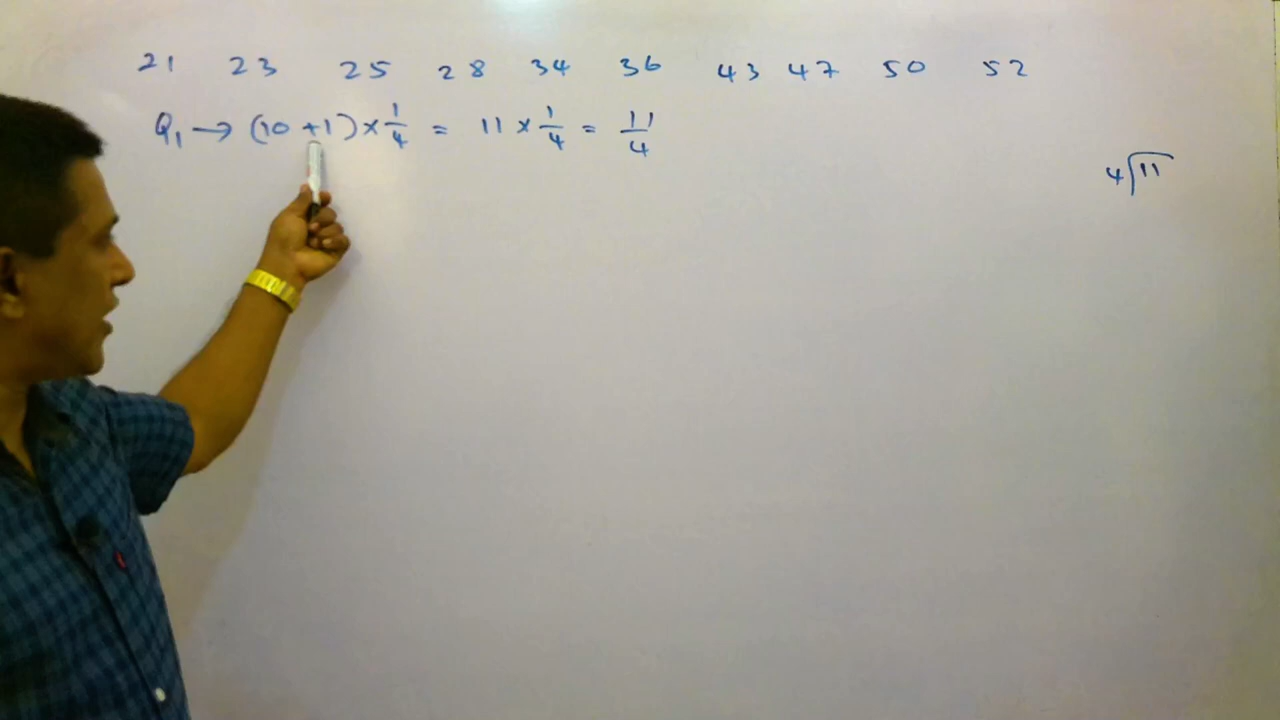 21 23 25 28 34 36 43 47 50 52
Q₁ → (10 + 1) × 1/4 = 11 × 1/4 = 11/4
4)11